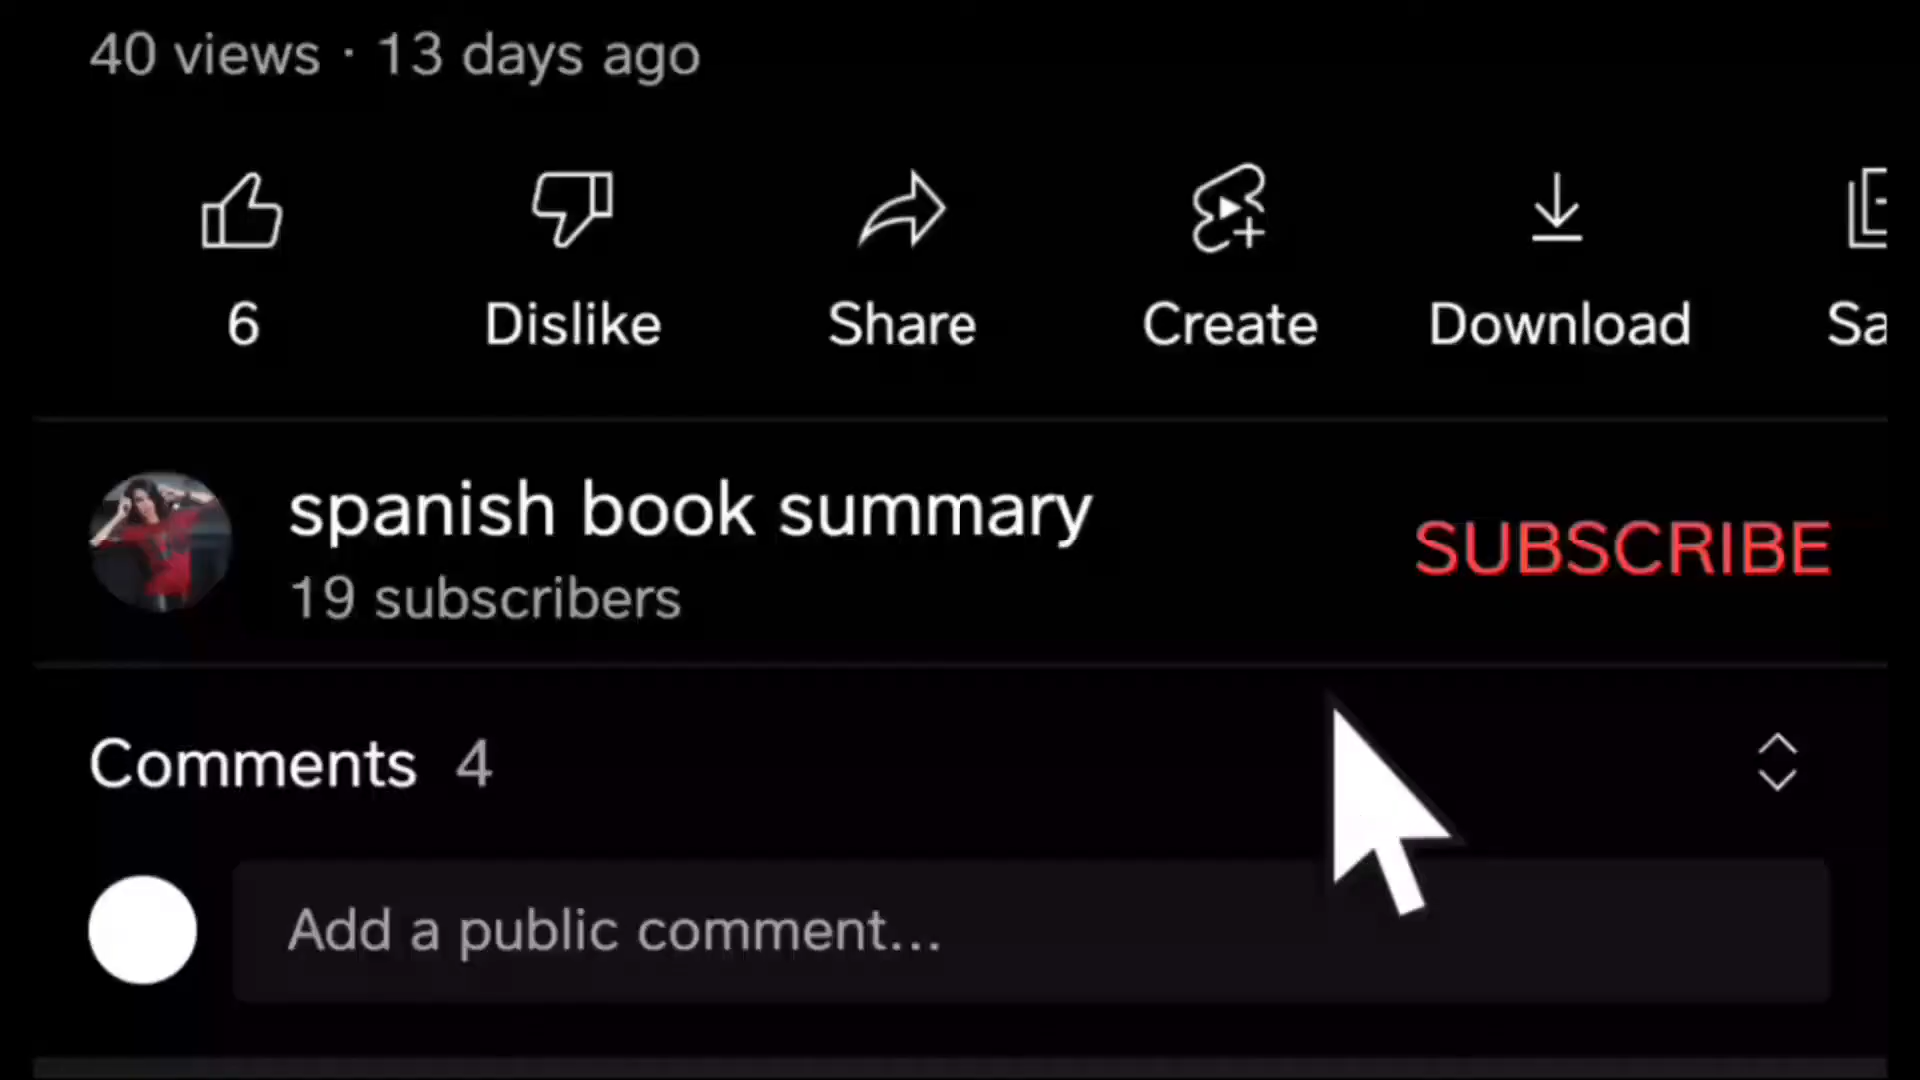 40 views · 13 days ago
6 Dislike Share Create Download Sa
spanish book summary
SUBSCRIBE
19 subscribers
Comments 4
Add a public comment...